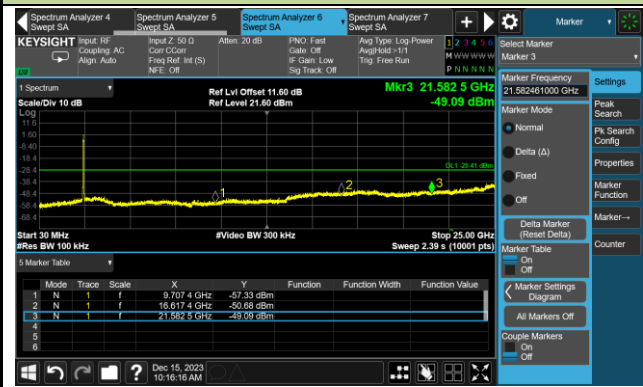 Spectrum Analyzer 4
Swept SA
Spectrum Analyzer 5
Swept SA
Spectrum Analyzer 6
Swept SA
Spectrum Analyzer 7
Swept SA
Marker
KEYSIGHT
Input: RF
Coupling: AC
Align: Auto
Input Z: 50 Ω
Corr CCorr
Freq Ref: Int (S)
NFE: Off
Atten: 20 dB
PNO: Fast
Gate: Off
IF Gain: Low
Sig Track: Off
Avg Type: Log-Power
Avg|Hold:>1/1
Trig: Free Run
1 2 3 4 5 6
M W W W W W
P N N N N N
LVI
Select Marker
Marker 3
1 Spectrum
Scale/Div 10 dB
Log
Ref Lvl Offset 11.60 dB
Ref Level 21.60 dBm
Mkr3 21.582 5 GHz
-49.09 dBm
11.6
1.60
-8.40
-18.4
-28.4
-38.4
-48.4
-58.4
-68.4
DL1 -28.41 dBm
1
2
3
Start 30 MHz
#Res BW 100 kHz
#Video BW 300 kHz
Stop 25.00 GHz
Sweep 2.39 s (10001 pts)
5 Marker Table
Mode Trace Scale X Y Function Function Width Function Value
1 N 1 f 9.707 4 GHz -57.33 dBm
2 N 1 f 16.617 4 GHz -50.68 dBm
3 N 1 f 21.582 5 GHz -49.09 dBm
4
5
6
Marker Frequency
21.582461000 GHz
Marker Mode
Normal
Delta (Δ)
Fixed
Off
Delta Marker
(Reset Delta)
Marker Table
On
Off
Marker Settings
Diagram
All Markers Off
Couple Markers
On
Off
Settings
Peak
Search
Pk Search
Config
Properties
Marker
Function
Marker→
Counter
?
Dec 15, 2023
10:16:16 AM